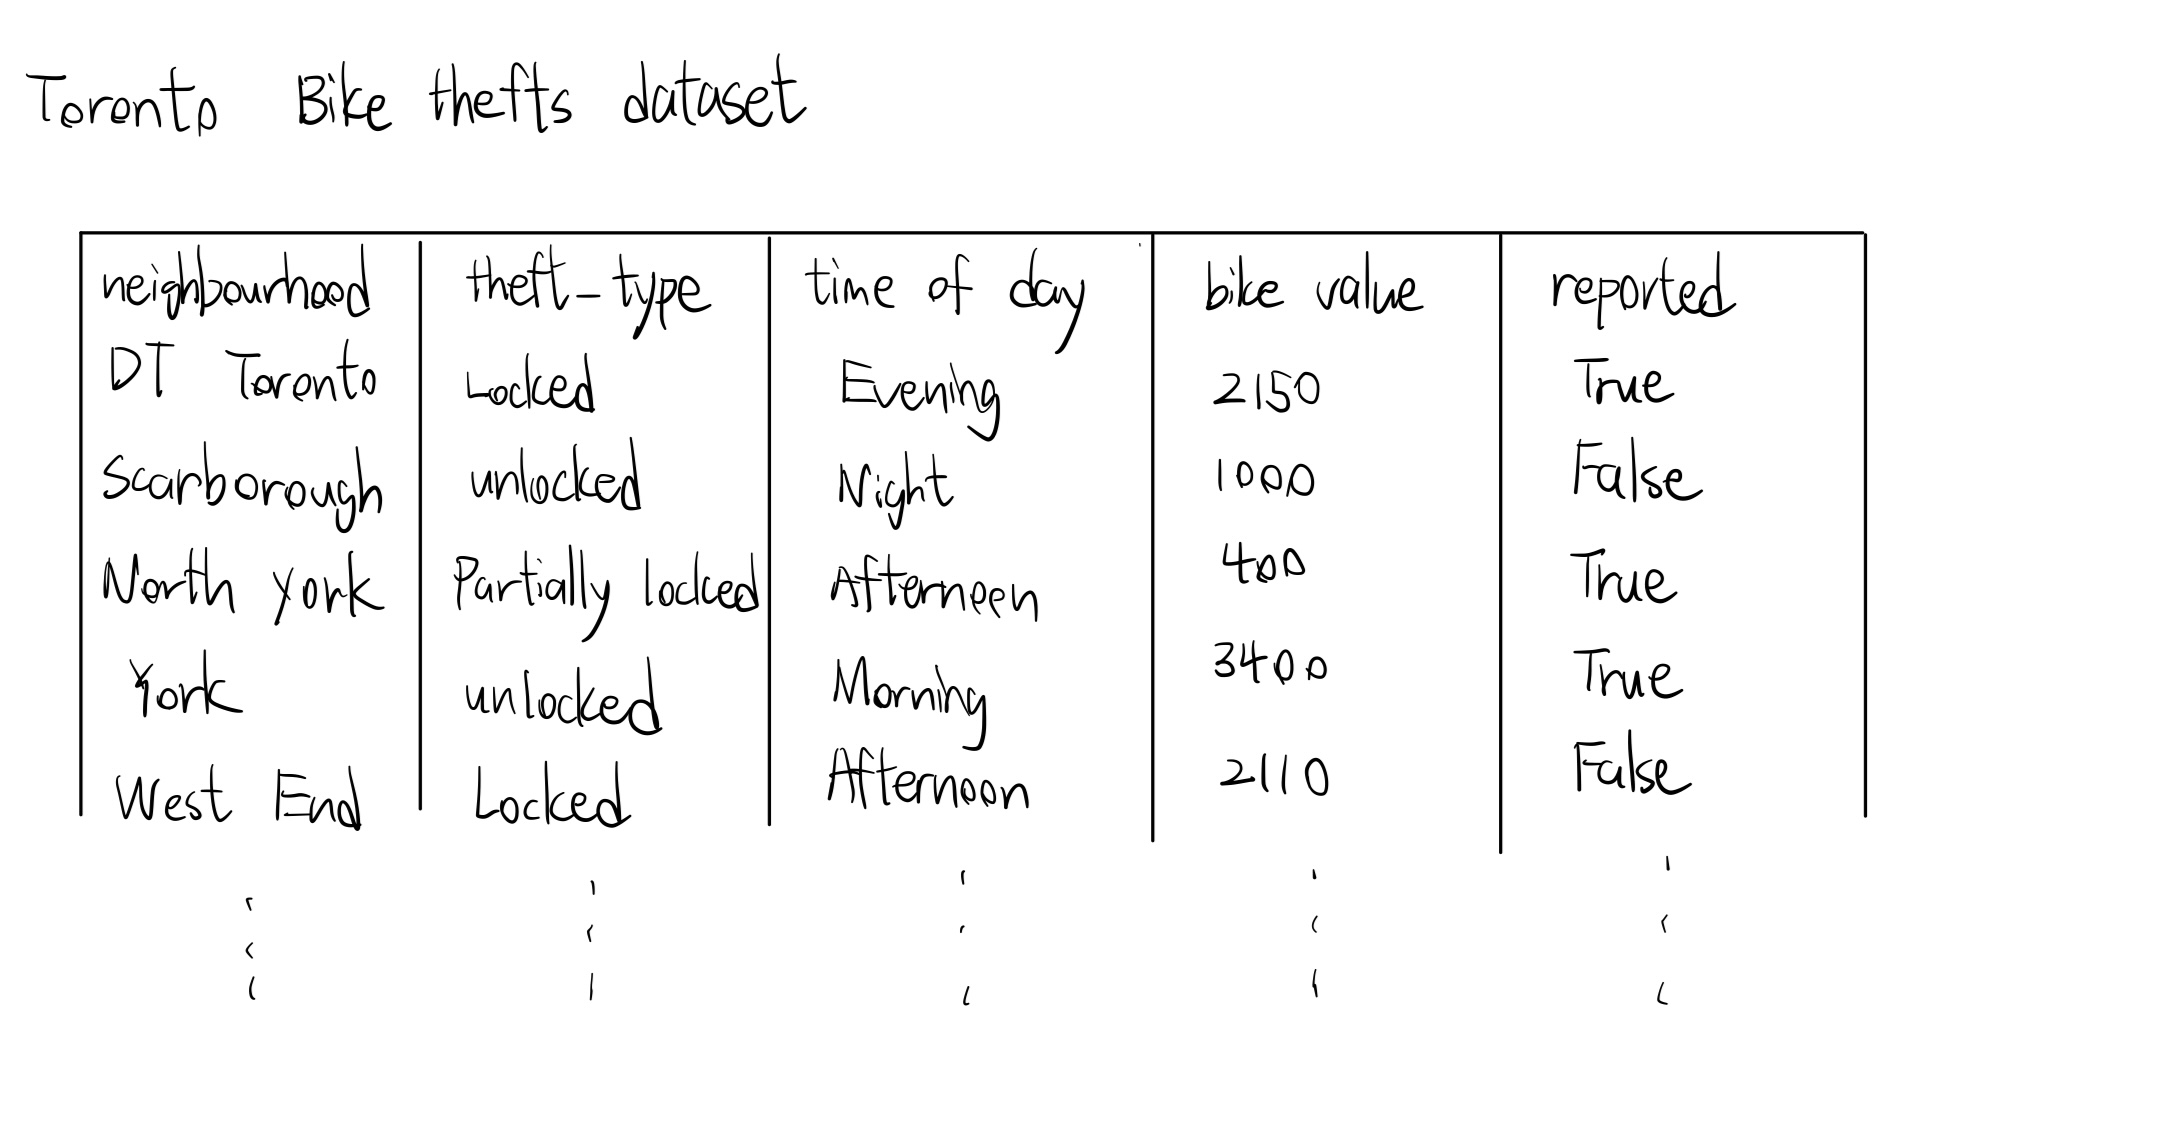 Toronto Bike thefts dataset
neighbourhood theft-type time of day bike value reported
DT Toronto Locked Evening 2150 True
Scarborough unlocked Night 1000 False
North York Partially locked Afterneen 400 True
York unlocked Morning 3400 True
West End Locked Afternoon 2110 False